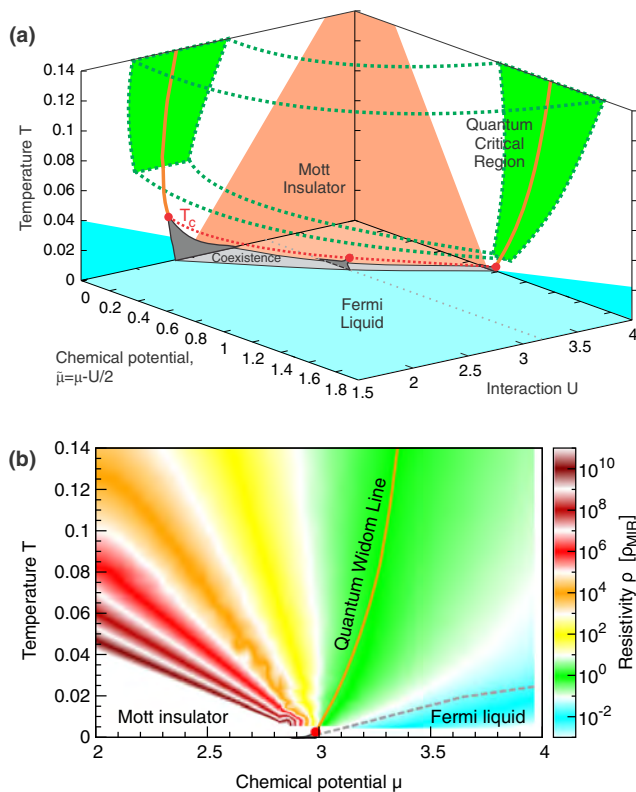 (a)
0.14
0.12
0.1
0.08
0.06
0.04
0.02
0
Temperature T
Quantum
Critical
Region
Mott
Insulator
Tc
Coexistence
Fermi
Liquid
0
0.2
0.4
0.6
0.8
1
1.2
1.4
1.6
1.8
Chemical potential,
μ̃=μ-U/2
1.5
2
2.5
3
3.5
4
Interaction U
(b)
0.14
0.12
0.1
0.08
0.06
0.04
0.02
0
Temperature T
Quantum Widom Line
Mott insulator
Fermi liquid
2
2.5
3
3.5
4
Chemical potential μ
10^10
10^8
10^6
10^4
10^2
10^0
10^-2
Resistivity ρ [ρMIR]